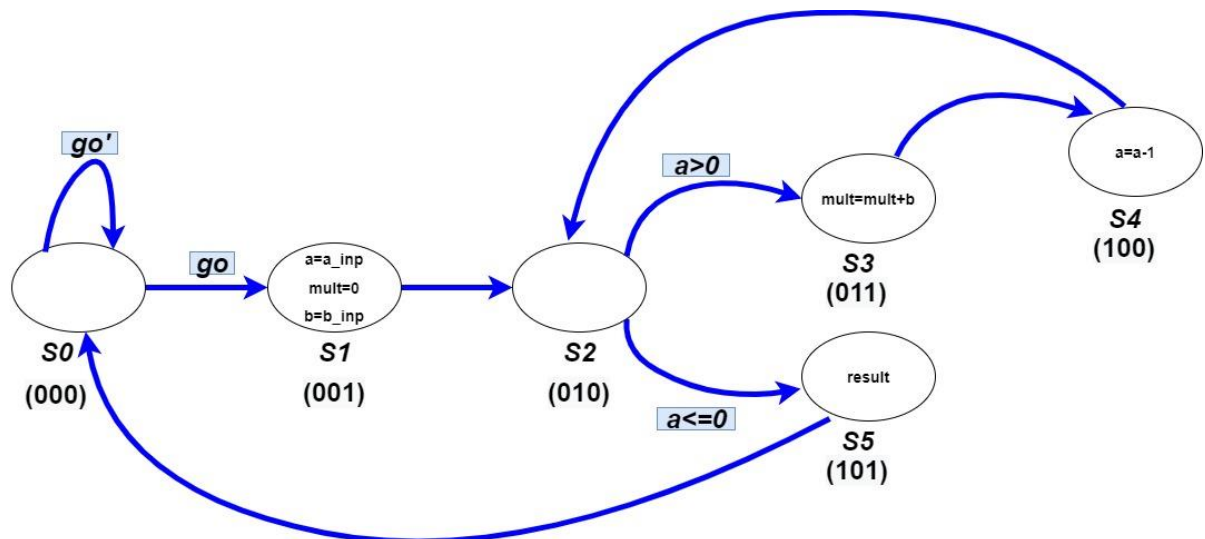 go'
go
a=a_inp
mult=0
b=b_inp
S0
(000)
S1
(001)
S2
(010)
a>0
mult=mult+b
S3
(011)
a=a-1
S4
(100)
a<=0
result
S5
(101)